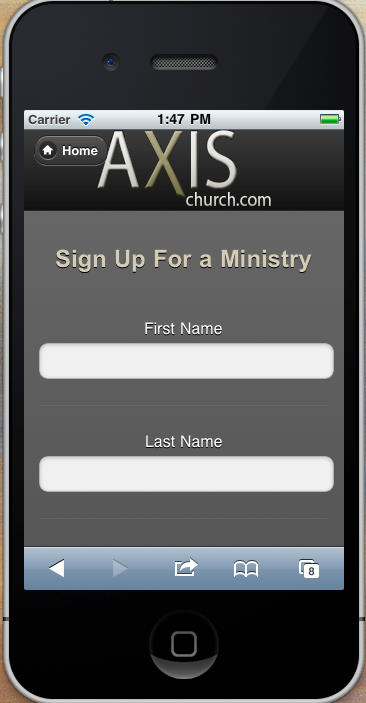 Carrier 1:47 PM
Home
AXIS
church.com
Sign Up For a Ministry
First Name
Last Name
8